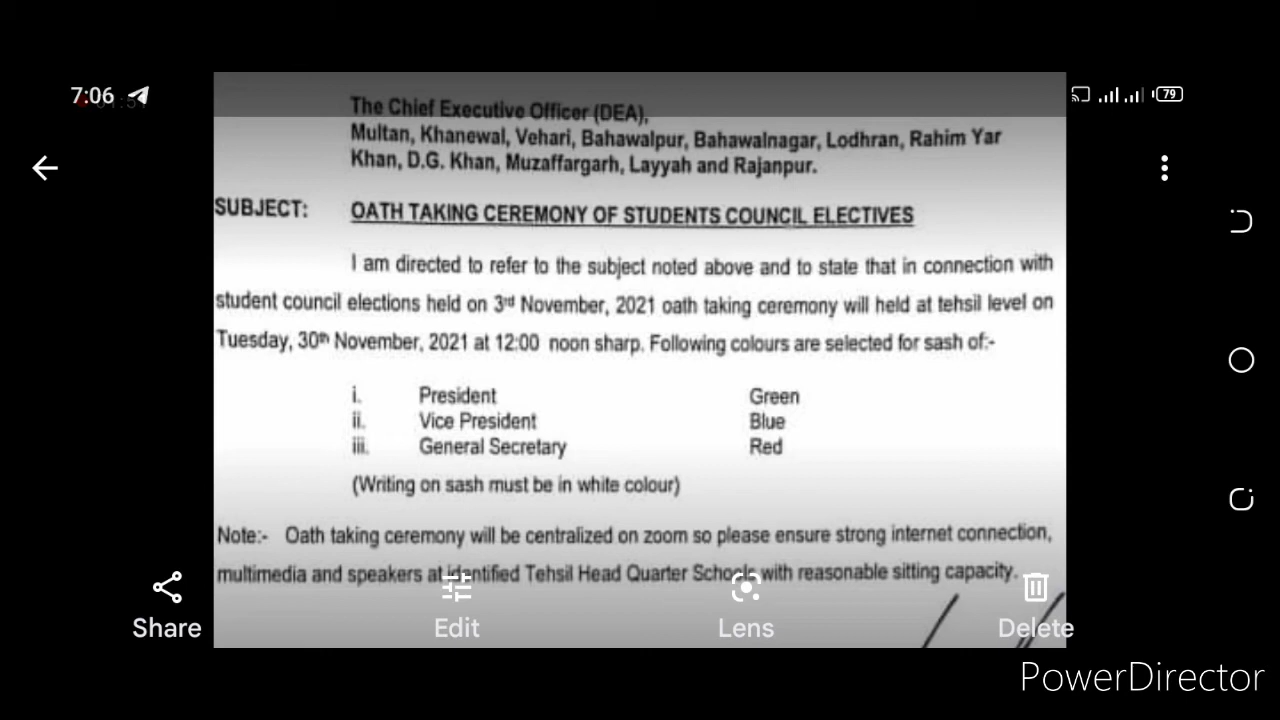 7:06
79
The Chief Executive Officer (DEA),
Multan, Khanewal, Vehari, Bahawalpur, Bahawalnagar, Lodhran, Rahim Yar
Khan, D.G. Khan, Muzaffargarh, Layyah and Rajanpur.
SUBJECT: OATH TAKING CEREMONY OF STUDENTS COUNCIL ELECTIVES
I am directed to refer to the subject noted above and to state that in connection with
student council elections held on 3rd November, 2021 oath taking ceremony will held at tehsil level on
Tuesday, 30th November, 2021 at 12:00 noon sharp. Following colours are selected for sash of:-
i. President Green
ii. Vice President Blue
iii. General Secretary Red
(Writing on sash must be in white colour)
Note:- Oath taking ceremony will be centralized on zoom so please ensure strong internet connection,
multimedia and speakers at identified Tehsil Head Quarter Schools with reasonable sitting capacity.
Share Edit Lens Delete
PowerDirector